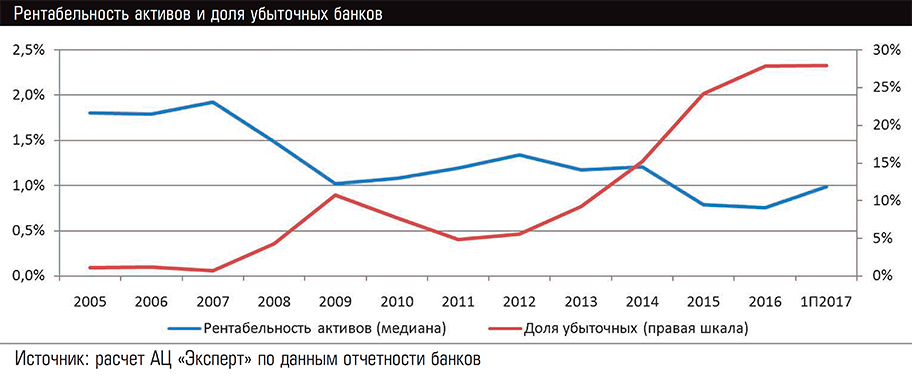 Рентабельность активов и доля убыточных банков
2,5% 30%
2,0% 25%
1,5% 20%
1,0% 15%
0,5% 10%
0,0% 5%
0%
2005 2006 2007 2008 2009 2010 2011 2012 2013 2014 2015 2016 1П2017
Рентабельность активов (медиана) Доля убыточных (правая шкала)
Источник: расчет АЦ «Эксперт» по данным отчетности банков